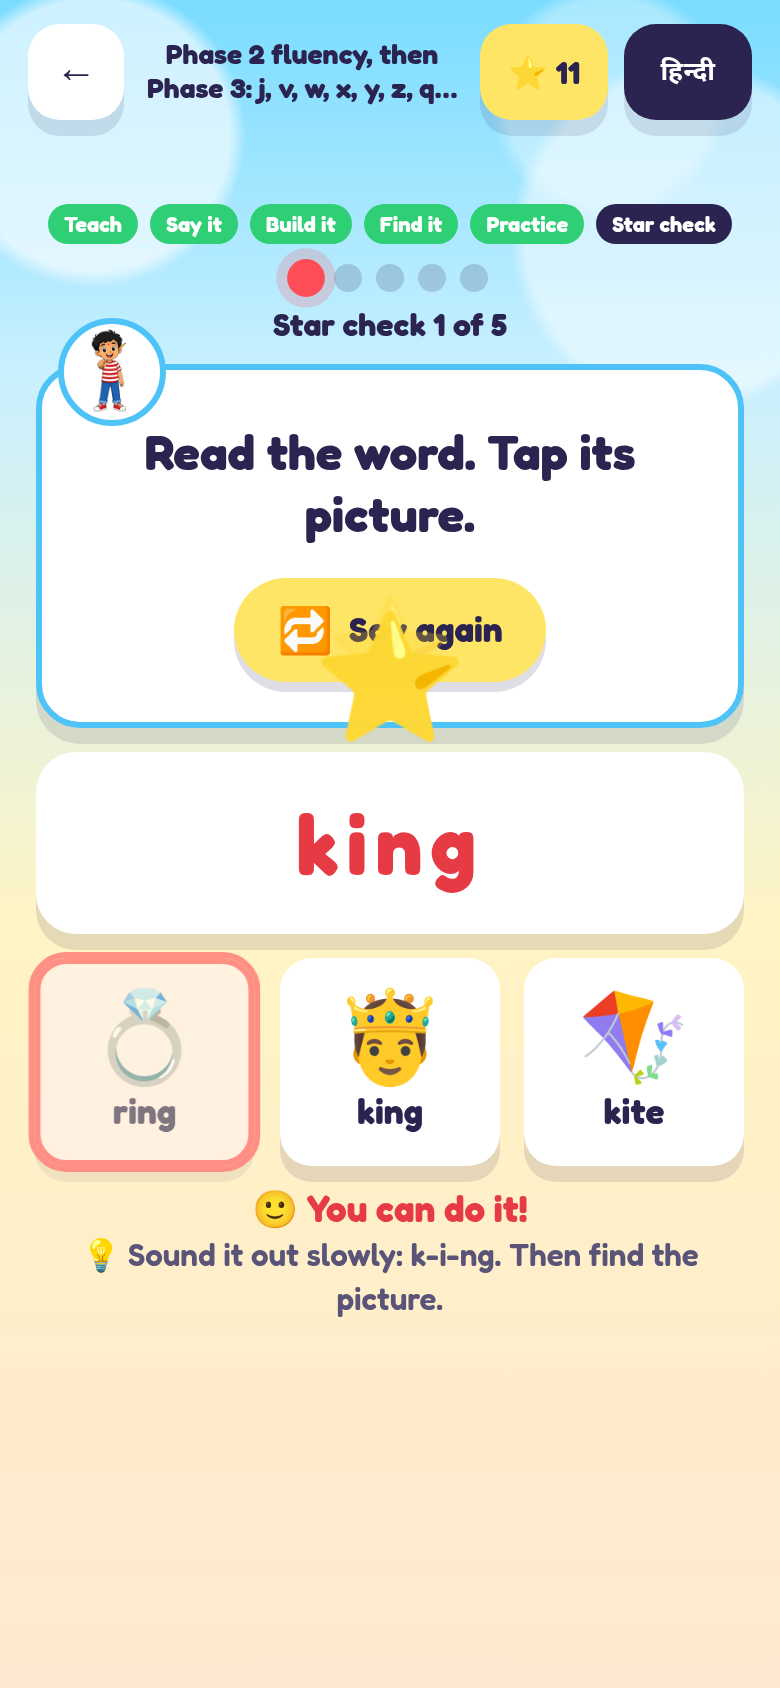 ←
Phase 2 fluency, then
Phase 3: j, v, w, x, y, z, q...
⭐ 11
हिन्दी
Teach
Say it
Build it
Find it
Practice
Star check
Star check 1 of 5
Read the word. Tap its
picture.
🔁 Say again
king
ring
king
kite
🙂 You can do it!
💡 Sound it out slowly: k-i-ng. Then find the
picture.